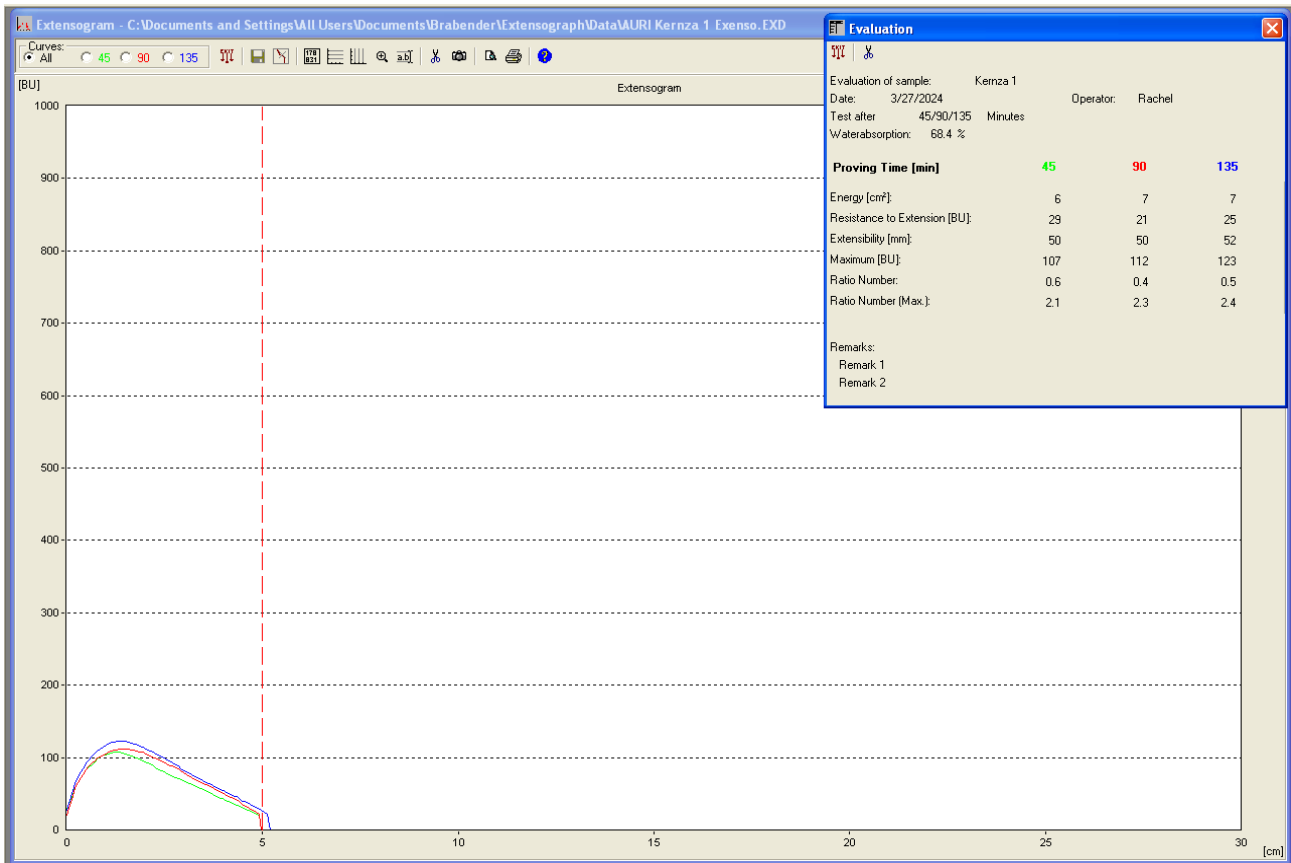 Extensogram - C:\Documents and Settings\All Users\Documents\Brabender\Extensograph\Data\AURI Kernza 1 Exenso.EXD
Curves:
All 45 90 135
[BU]
Extensogram
1000
900
800
700
600
500
400
300
200
100
0
0 5 10 15 20 25 30
[cm]
Evaluation
Evaluation of sample: Kernza 1
Date: 3/27/2024 Operator: Rachel
Test after 45/90/135 Minutes
Waterabsorption: 68.4 %
Proving Time [min] 45 90 135
Energy [cm²]: 6 7 7
Resistance to Extension [BU]: 29 21 25
Extensibility [mm]: 50 50 52
Maximum [BU]: 107 112 123
Ratio Number: 0.6 0.4 0.5
Ratio Number (Max.): 2.1 2.3 2.4
Remarks:
Remark 1
Remark 2